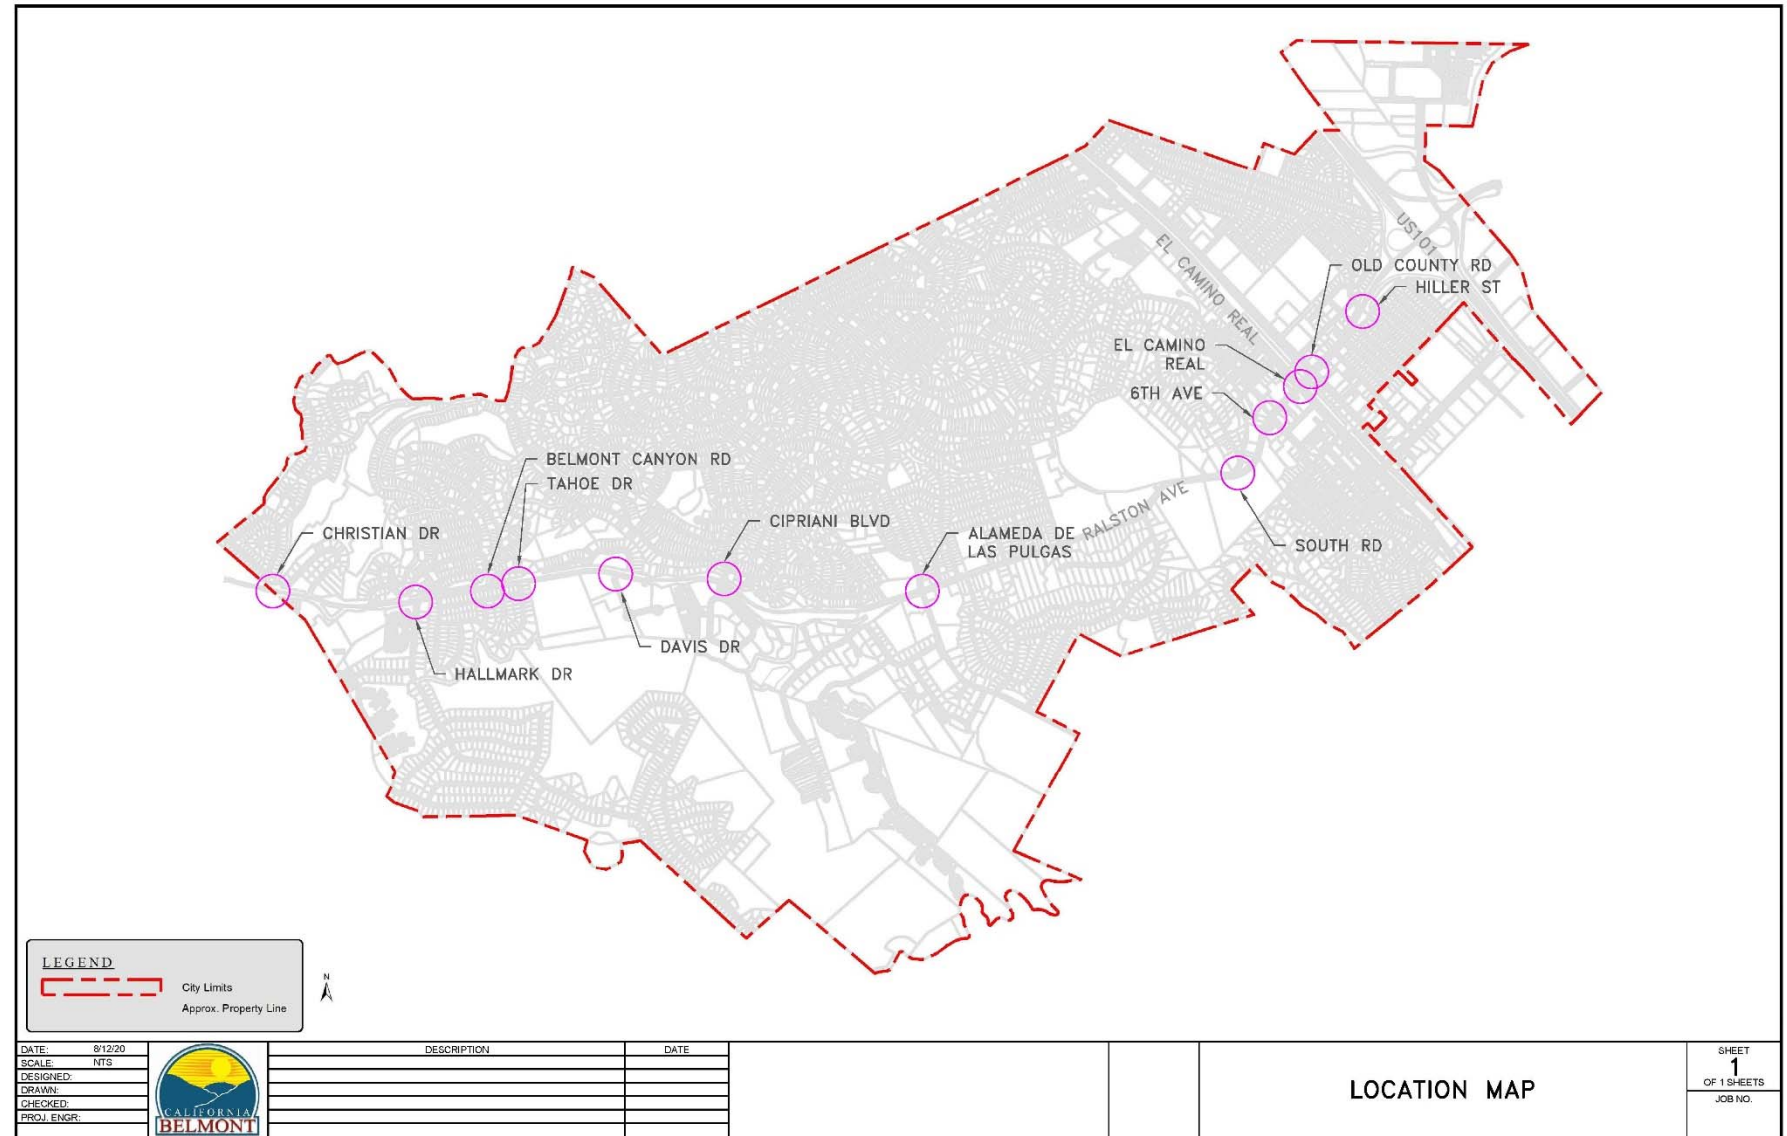 US101
EL CAMINO REAL
OLD COUNTY RD
HILLER ST
EL CAMINO
REAL
6TH AVE
BELMONT CANYON RD
TAHOE DR
CIPRIANI BLVD
CHRISTIAN DR
ALAMEDA DE
LAS PULGAS
RALSTON AVE
SOUTH RD
DAVIS DR
HALLMARK DR
LEGEND
City Limits
Approx. Property Line
N
DATE: 8/12/20
SCALE: NTS
DESIGNED:
DRAWN:
CHECKED:
PROJ. ENGR:
CALIFORNIA
BELMONT
DESCRIPTION
DATE
LOCATION MAP
SHEET
1
OF 1 SHEETS
JOB NO.